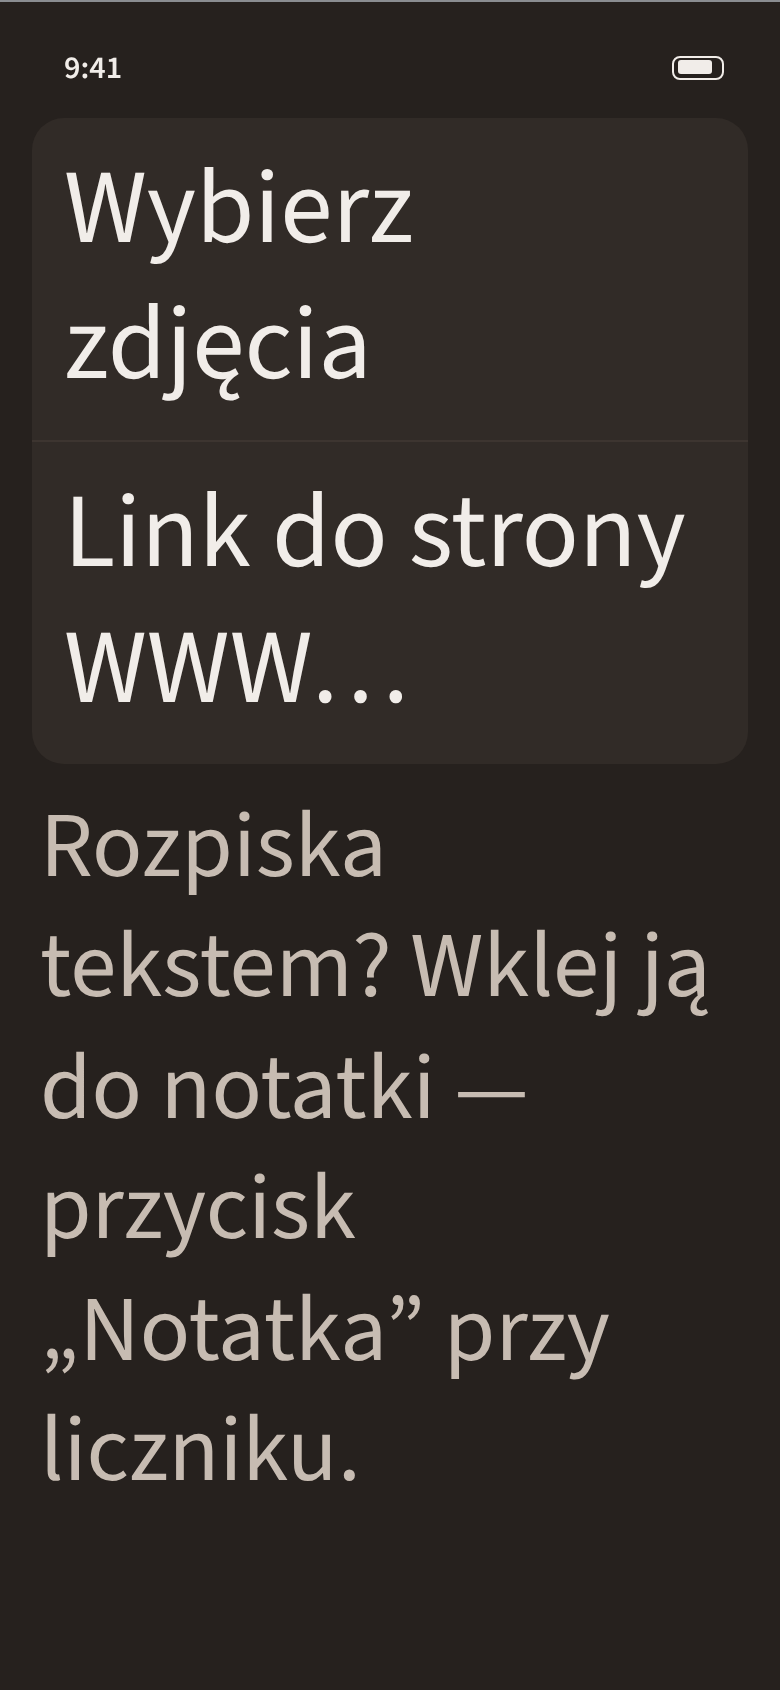 9:41
Wybierz
zdjęcia
Link do strony
WWW…
Rozpiska
tekstem? Wklej ją
do notatki —
przycisk
„Notatka” przy
liczniku.